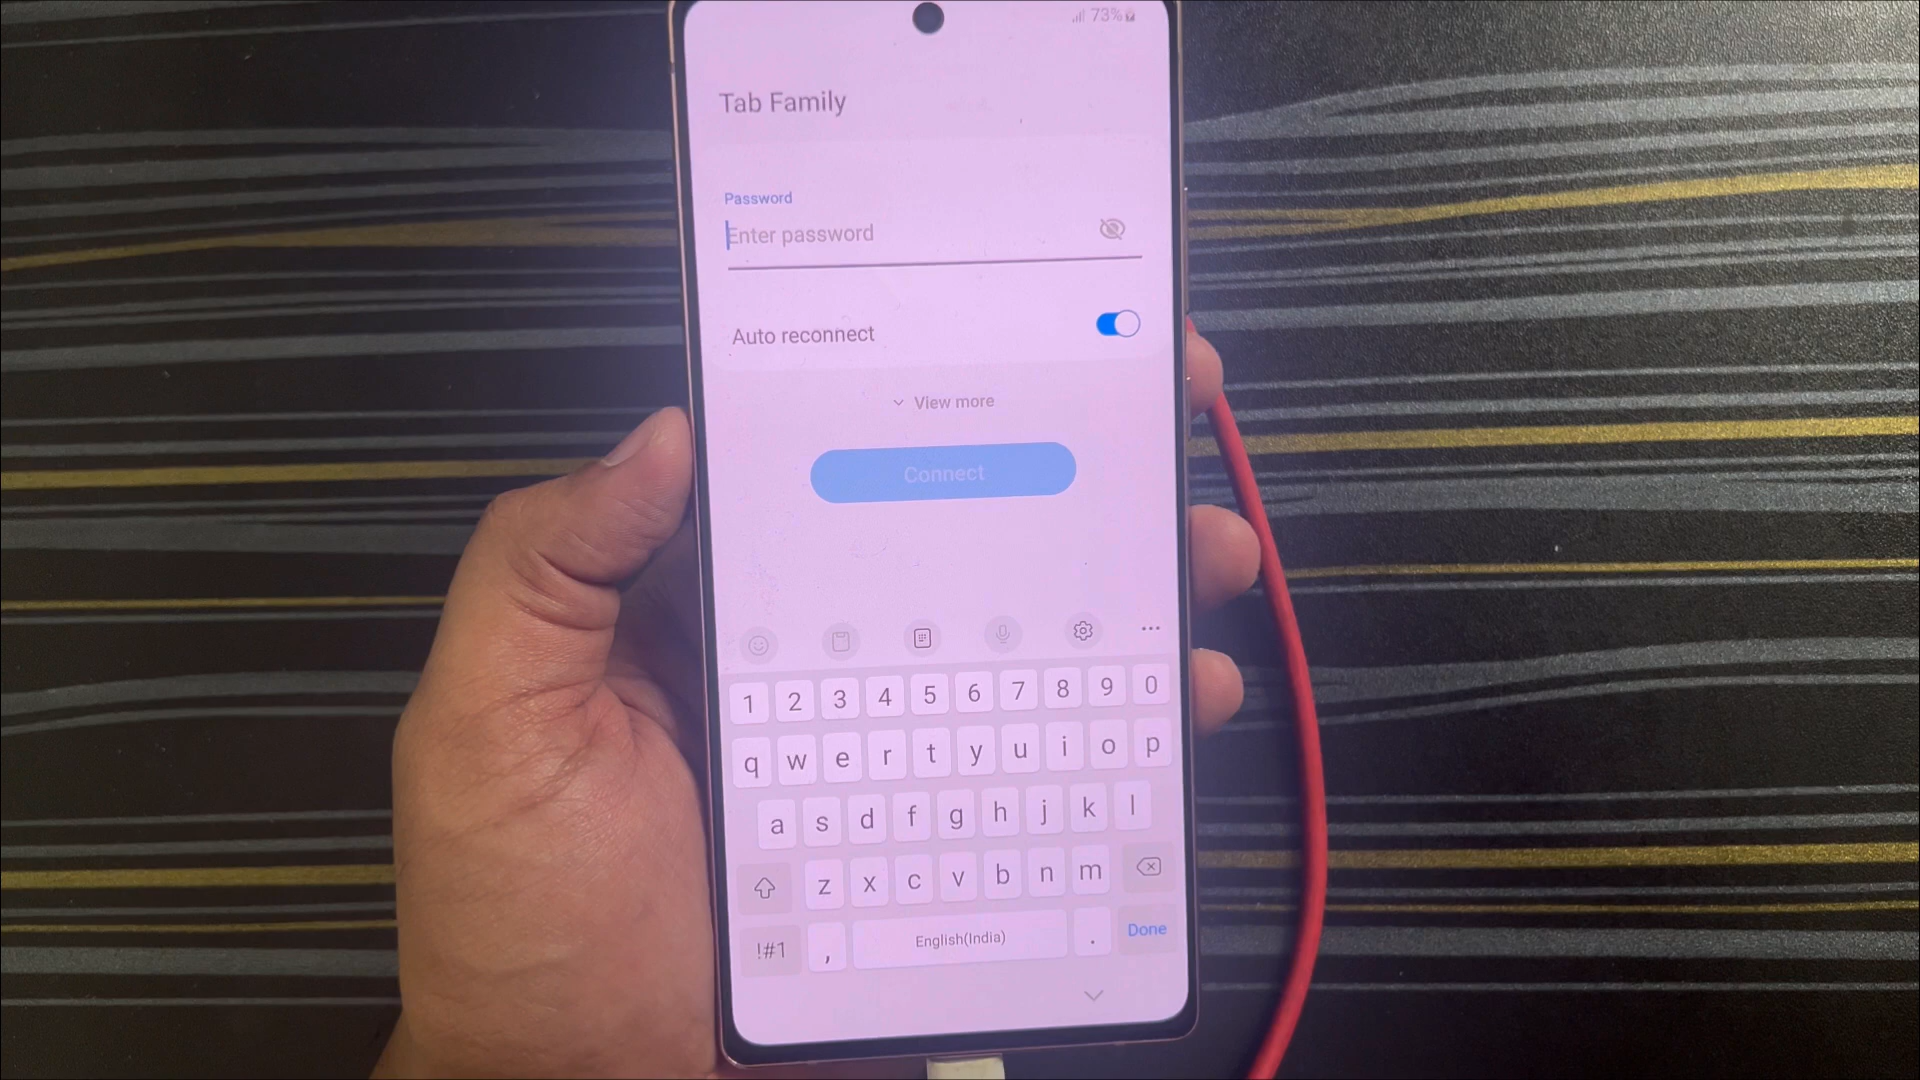 73%
Tab Family
Password
Enter password
Auto reconnect
View more
Connect
1 2 3 4 5 6 7 8 9 0
q w e r t y u i o p
a s d f g h j k l
z x c v b n m
!#1 , English(India) . Done